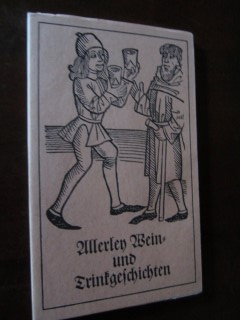 Allerley Wein-
und
Trinkgeschichten